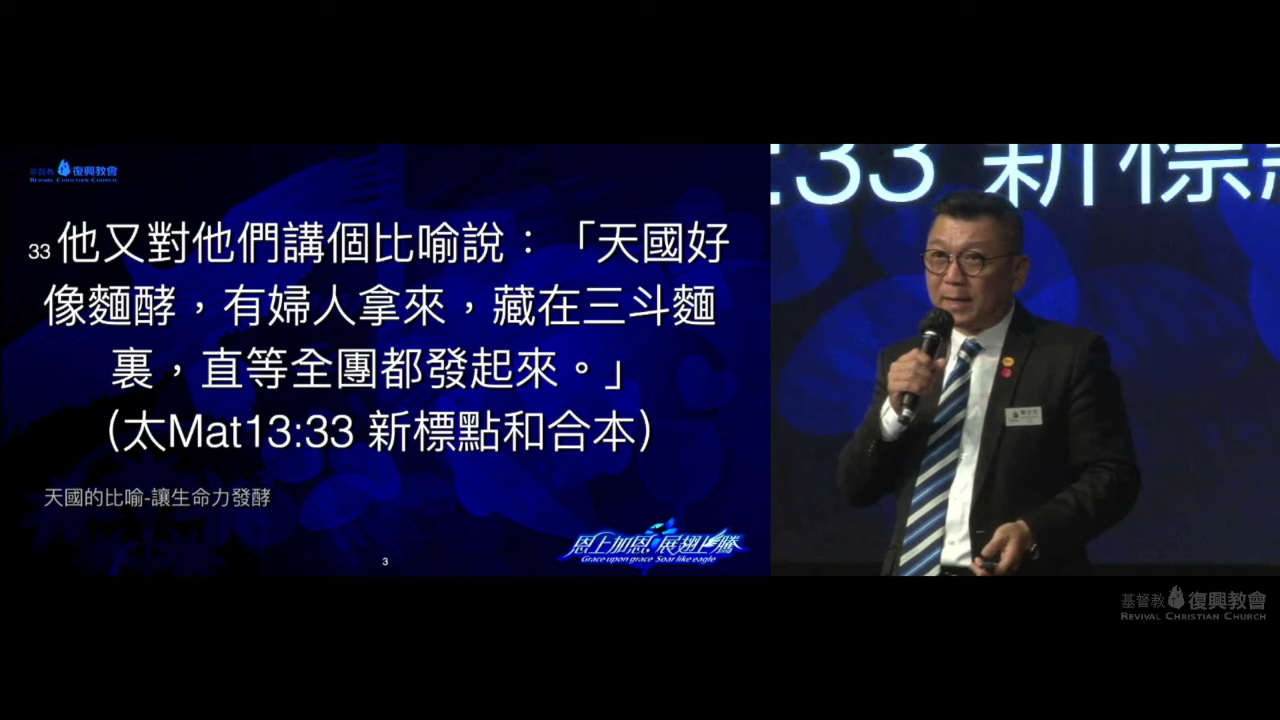 基督教 復興教會
REVIVAL CHRISTIAN CHURCH
33 他又對他們講個比喻說：「天國好
像麵酵，有婦人拿來，藏在三斗麵
裏，直等全團都發起來。」
（太Mat13:33 新標點和合本）
天國的比喻-讓生命力發酵
3
恩上加恩 展翅上騰
Grace upon grace Soar like eagle
:33 新標
基督教 復興教會
REVIVAL CHRISTIAN CHURCH